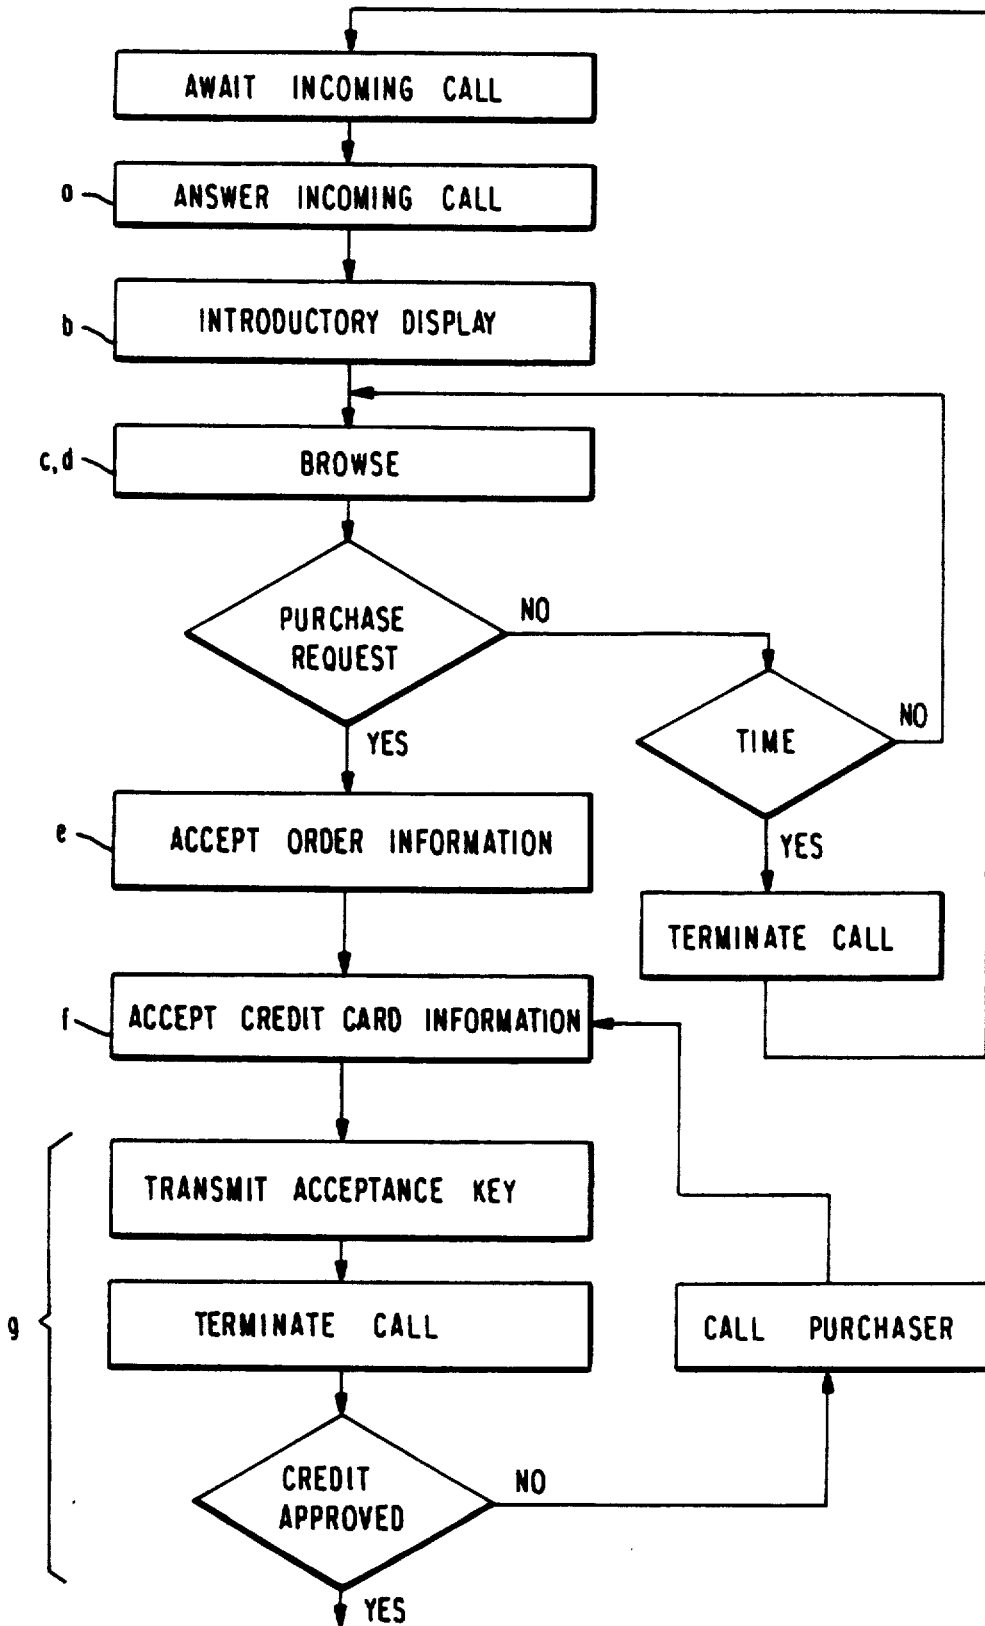 AWAIT INCOMING CALL
a
ANSWER INCOMING CALL
b
INTRODUCTORY DISPLAY
c,d
BROWSE
PURCHASE
REQUEST
NO
YES
TIME
NO
YES
e
ACCEPT ORDER INFORMATION
TERMINATE CALL
f
ACCEPT CREDIT CARD INFORMATION
TRANSMIT ACCEPTANCE KEY
g
TERMINATE CALL
CALL PURCHASER
CREDIT
APPROVED
NO
YES